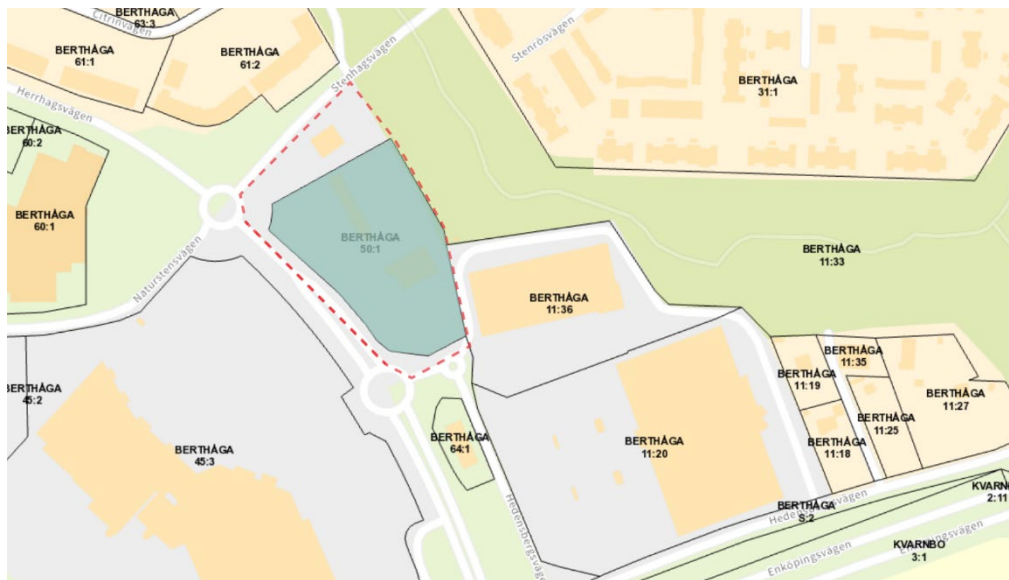 BERTHÅGA
63:3
Citrinvägen
BERTHÅGA
61:1
BERTHÅGA
61:2
Stenhagsvägen
Stenrösvägen
BERTHÅGA
31:1
Herrhagsvägen
BERTHÅGA
60:2
BERTHÅGA
60:1
Naturstensvägen
BERTHÅGA
50:1
BERTHÅGA
11:33
BERTHÅGA
11:36
BERTHÅGA
11:35
BERTHÅGA
11:19
BERTHÅGA
11:27
BERTHÅGA
11:25
BERTHÅGA
11:18
BERTHÅGA
45:2
BERTHÅGA
45:3
BERTHÅGA
64:1
BERTHÅGA
11:20
BERTHÅGA
S:2
Hedensbergsvägen
KVARNB
2:11
KVARNBO
3:1
Enköpingsvägen